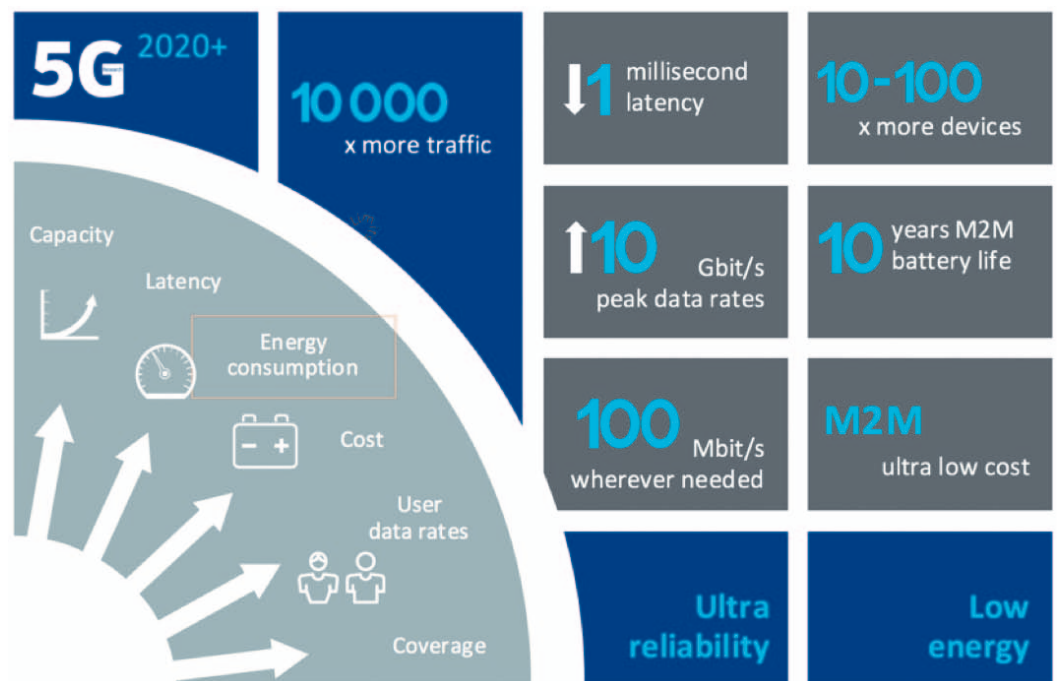 5G 2020+
10 000
x more traffic
1 millisecond
latency
10-100
x more devices
10 Gbit/s
peak data rates
10 years M2M
battery life
100 Mbit/s
wherever needed
M2M
ultra low cost
Ultra
reliability
Low
energy
Capacity
Latency
Energy
consumption
Cost
User
data rates
Coverage